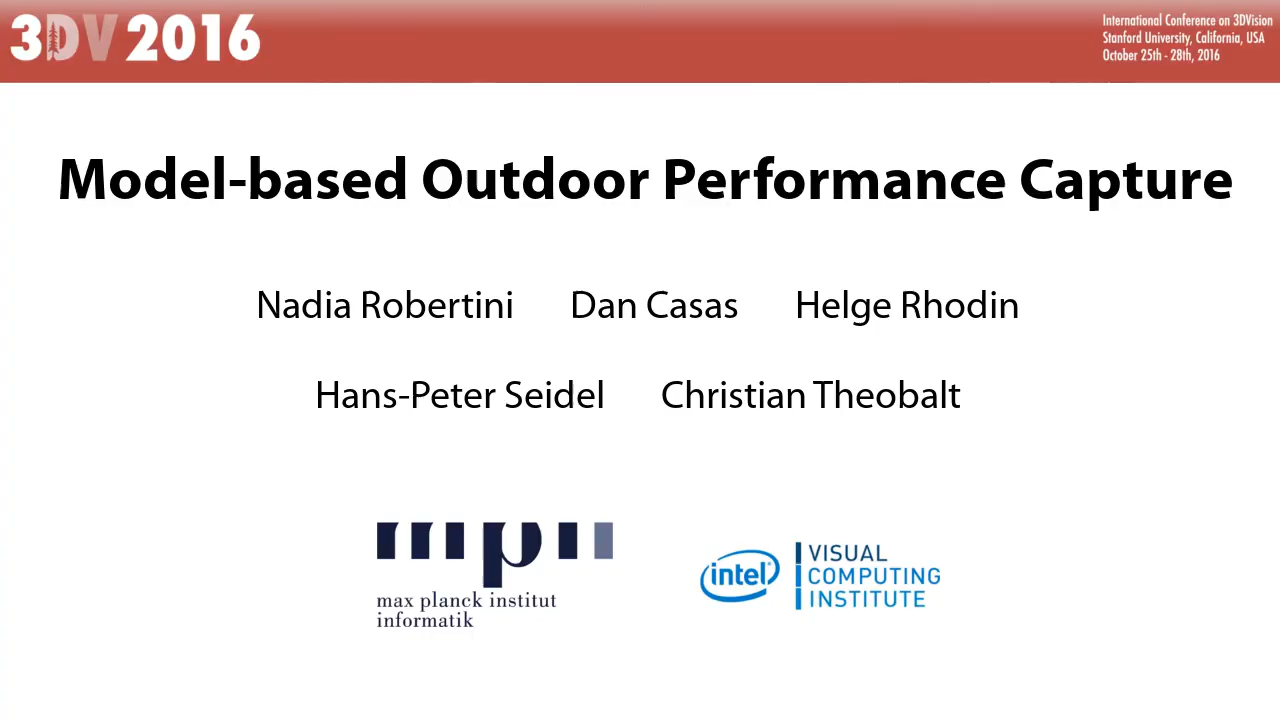 3DV 2016
International Conference on 3DVision
Stanford University, California, USA
October 25th - 28th, 2016
Model-based Outdoor Performance Capture
Nadia Robertini Dan Casas Helge Rhodin
Hans-Peter Seidel Christian Theobalt
mpii
max planck institut
informatik
intel
VISUAL
COMPUTING
INSTITUTE